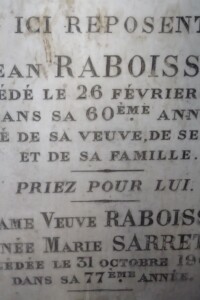 ICI REPOSENT
EAN RABOISS
ÉDÉ LE 26 FÉVRIER
ANS SA 60ÈME ANN
É DE SA VEUVE, DE SE
ET DE SA FAMILLE.
PRIEZ POUR LUI.
AME VEUVE RABOISS
NÉE MARIE SARRET
CÉDÉE LE 31 OCTOBRE 19
DANS SA 77ÈME ANNÉE.